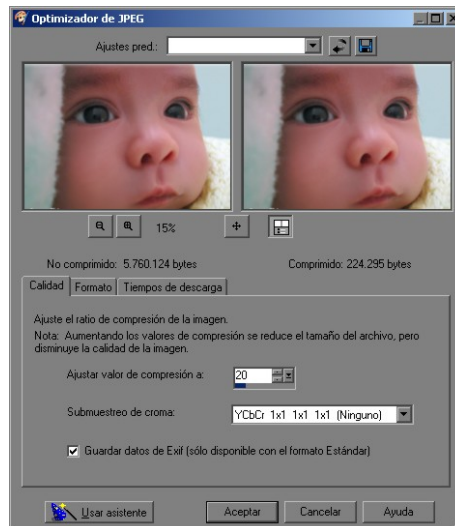 Optimizador de JPEG
Ajustes pred.:
15%
No comprimido: 5.760.124 bytes Comprimido: 224.295 bytes
Calidad Formato Tiempos de descarga
Ajuste el ratio de compresión de la imagen.
Nota: Aumentando los valores de compresión se reduce el tamaño del archivo, pero
disminuye la calidad de la imagen.
Ajustar valor de compresión a: 20
Submuestreo de croma: YCbCr 1x1 1x1 1x1 (Ninguno)
Guardar datos de Exif (sólo disponible con el formato Estándar)
Usar asistente Aceptar Cancelar Ayuda